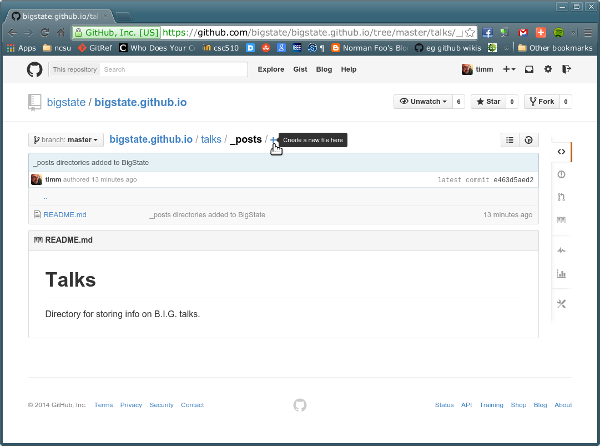 bigstate.github.io/talk
GitHub, Inc. [US] https://github.com/bigstate/bigstate.github.io/tree/master/talks/_
Apps ncsu GitRef Who Does Your C csc510 ¶ Norman Foo's Blo eg github wikis » Other bookmarks
This repository Search Explore Gist Blog Help timm
bigstate / bigstate.github.io Unwatch 6 Star 0 Fork 0
branch: master bigstate.github.io / talks / _posts / + Create a new file here
_posts directories added to BigState
timm authored 13 minutes ago latest commit e463d5aed2
..
README.md _posts directories added to BigState 13 minutes ago
README.md
Talks
Directory for storing info on B.I.G. talks.
© 2014 GitHub, Inc. Terms Privacy Security Contact Status API Training Shop Blog About